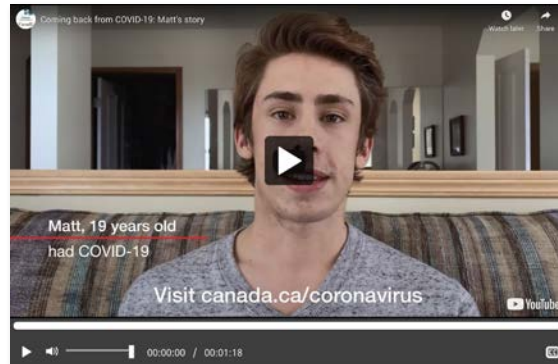 Coming back from COVID-19: Matt's story
Watch later
Share
Matt, 19 years old
had COVID-19
Visit canada.ca/coronavirus
YouTube
00:00:00 / 00:01:18